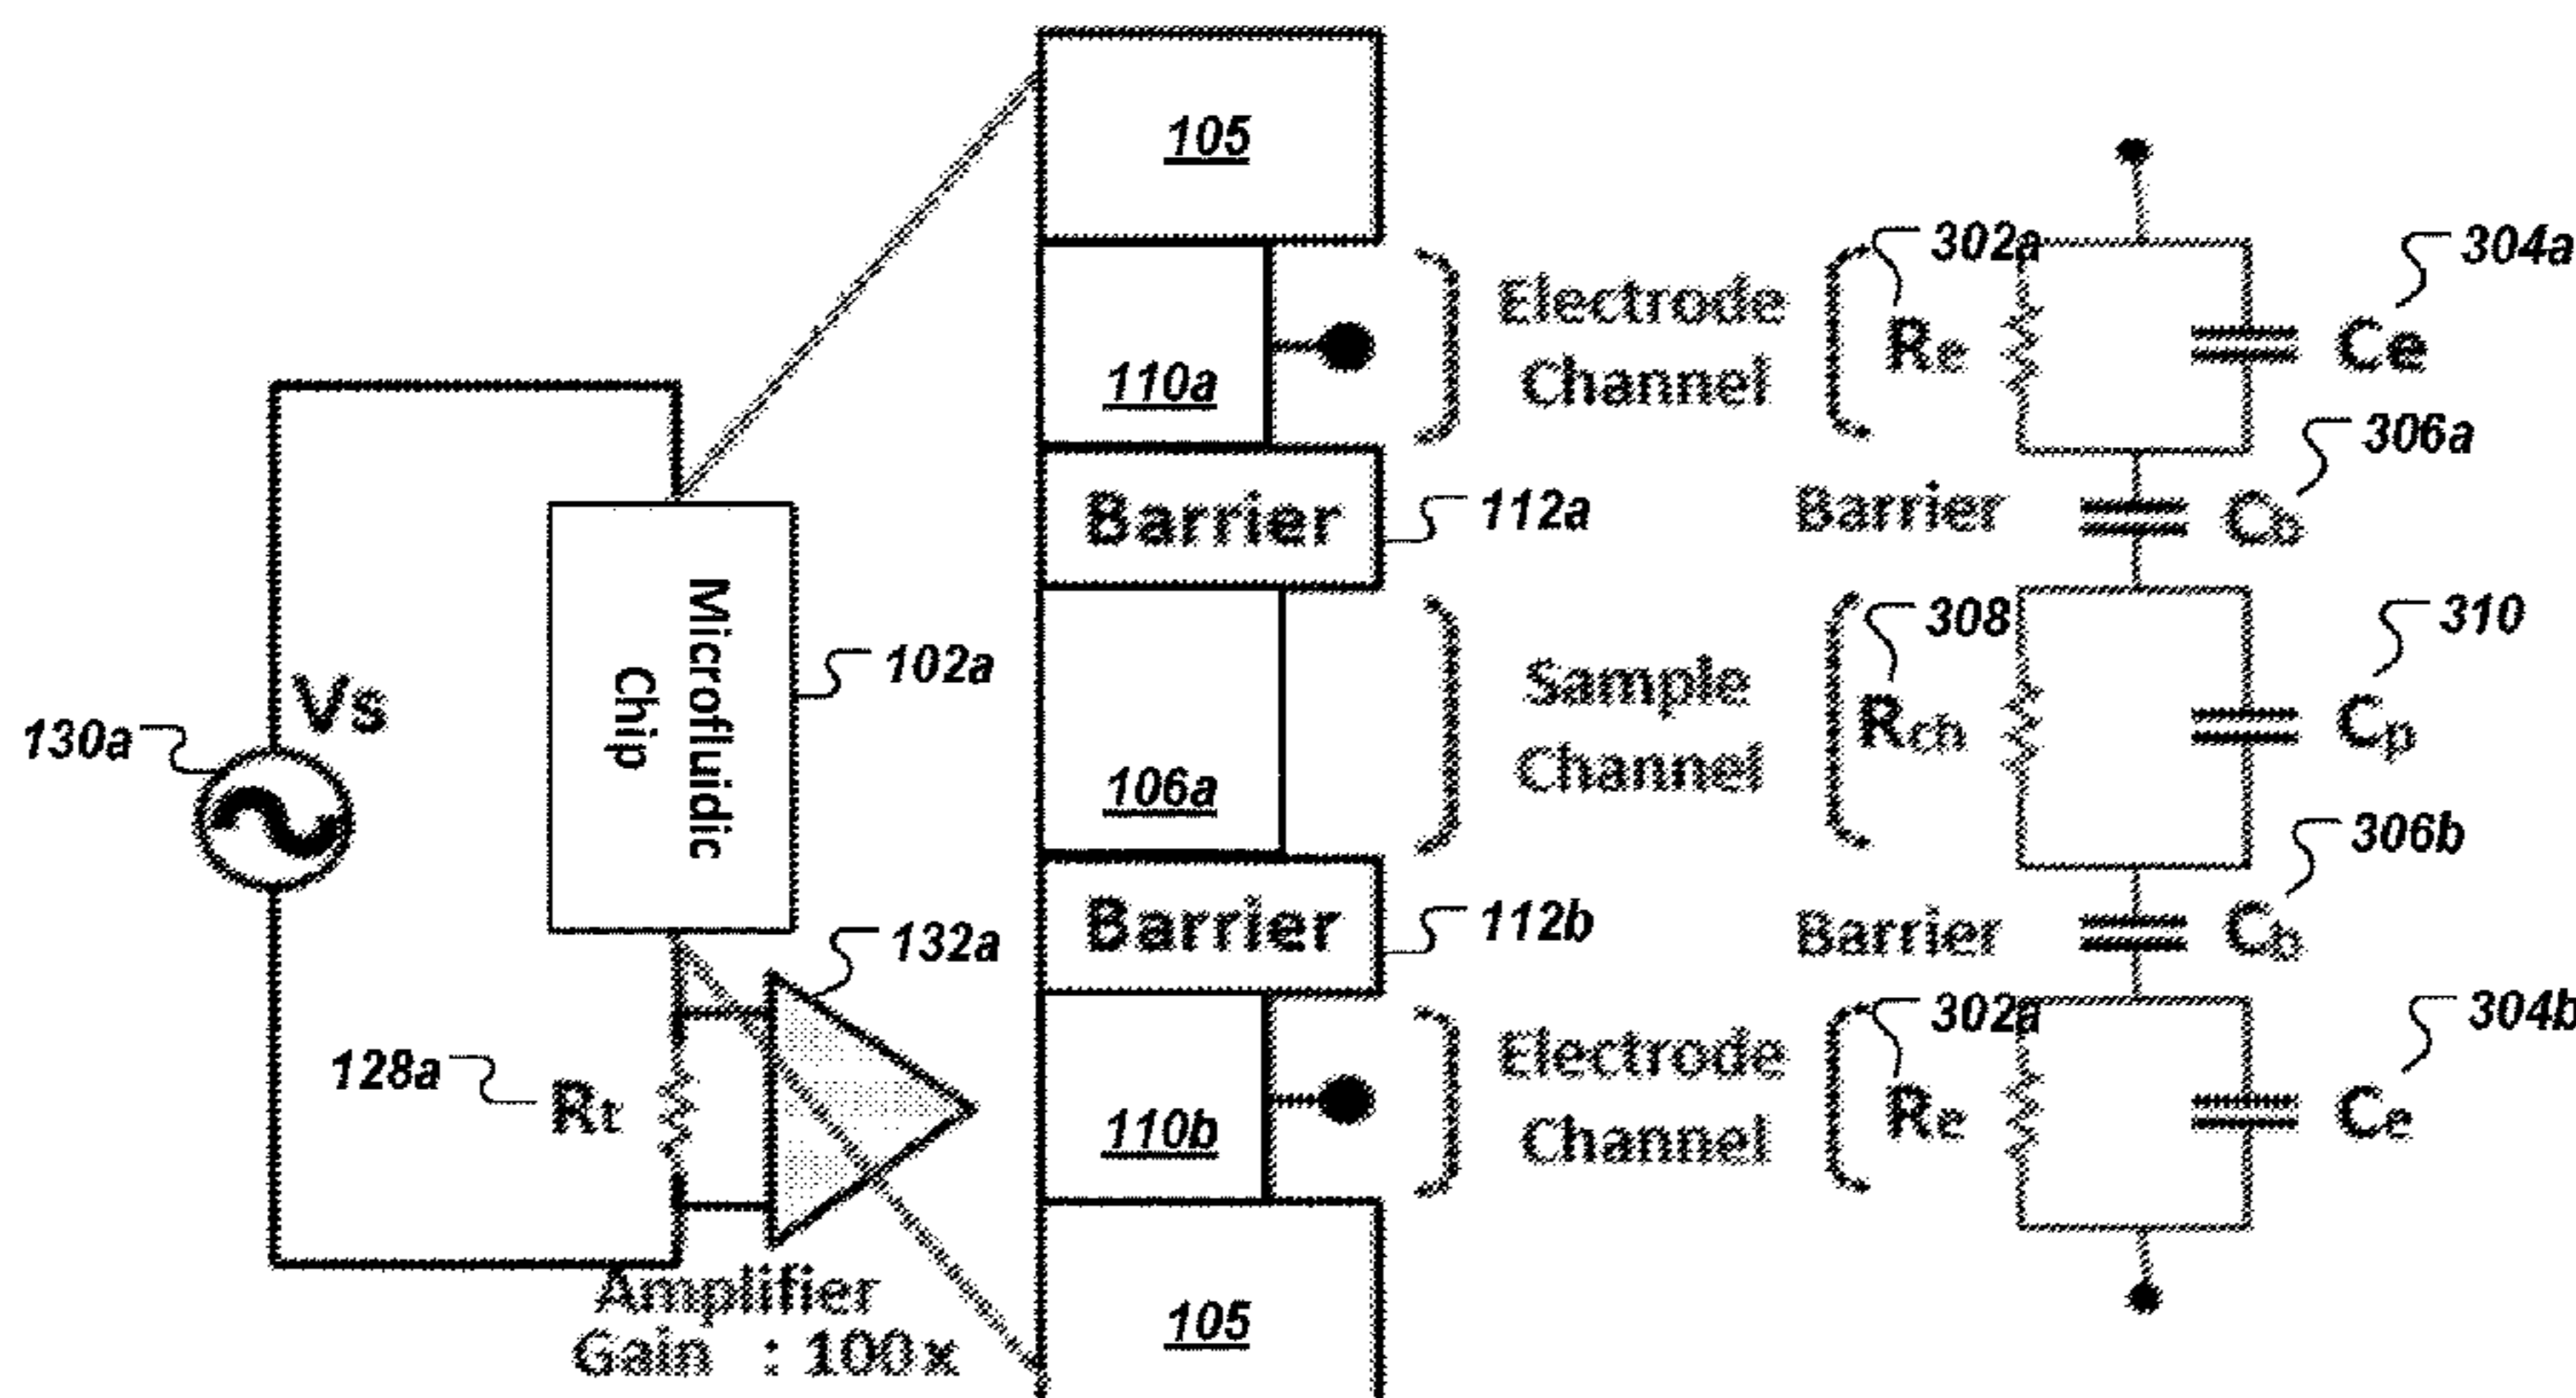 130a
Vs
Microfluidic
Chip
102a
132a
128a
Rt
Amplifier
Gain : 100x
105
110a
Barrier
112a
106a
Barrier
112b
110b
105
Electrode
Channel
Sample
Channel
Electrode
Channel
302a
Re
304a
Ce
306a
Barrier
Cb
308
Rch
310
Cp
306b
Barrier
Cb
302a
Re
304b
Ce